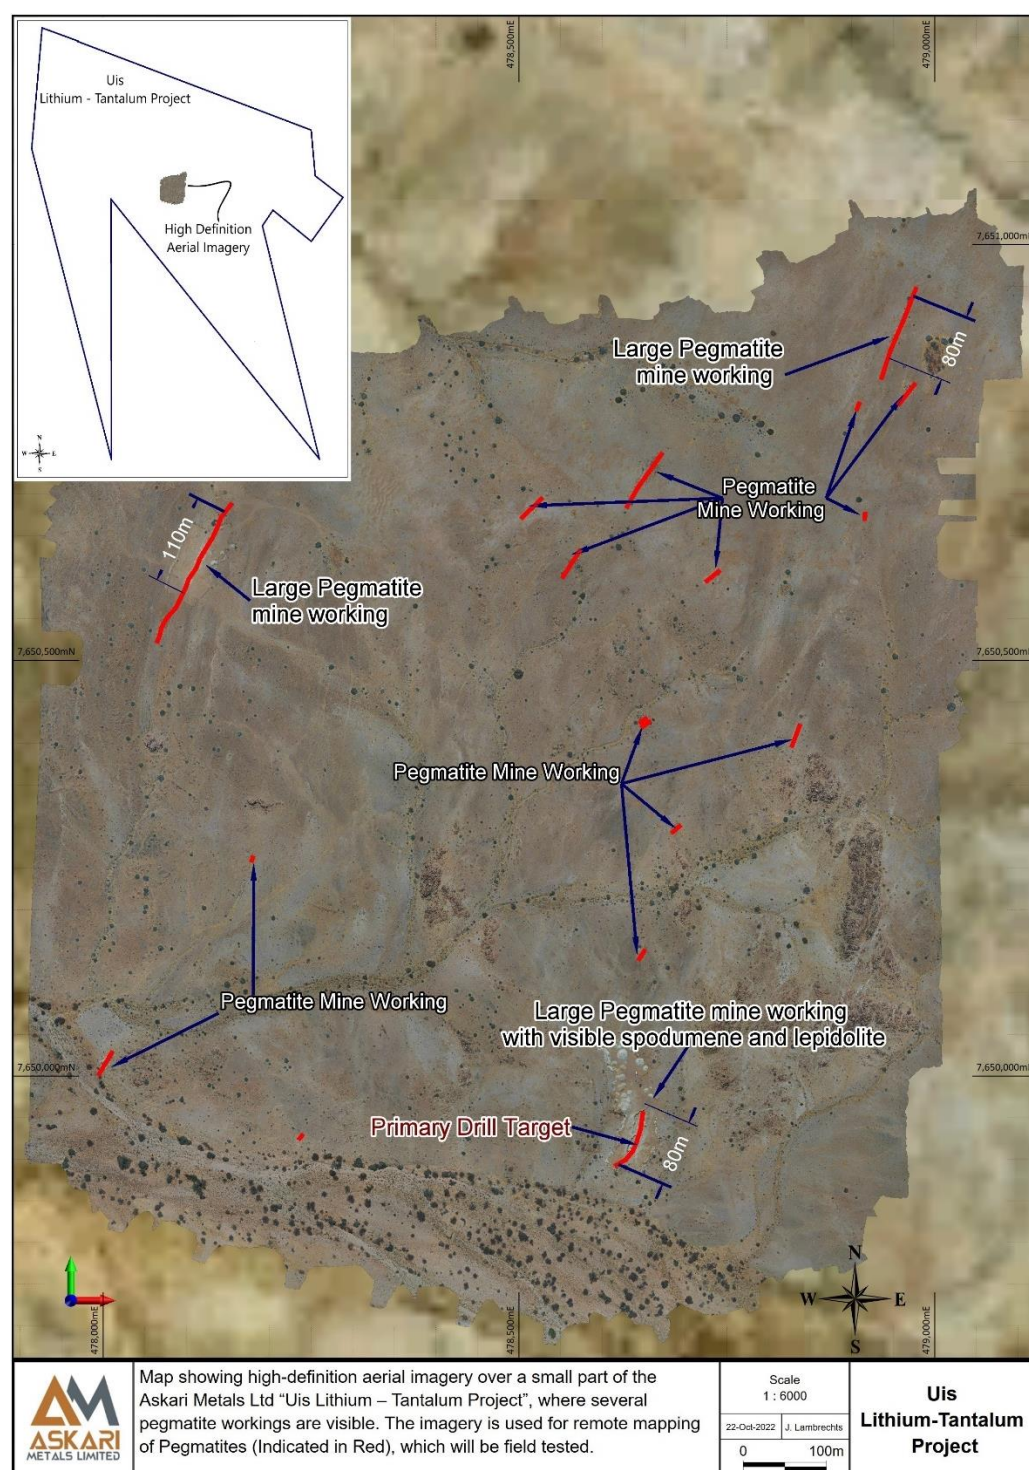 Uis
Lithium - Tantalum Project
High Definition
Aerial Imagery
N
W
E
S
478,500mE
479,000mE
7,651,000mN
Large Pegmatite
mine working
80m
Pegmatite
Mine Working
110m
Large Pegmatite
mine working
7,650,500mN
7,650,500mN
Pegmatite Mine Working
Pegmatite Mine Working
Large Pegmatite mine working
with visible spodumene and lepidolite
7,650,000mN
7,650,000mN
Primary Drill Target
80m
N
W
E
S
478,000mE
478,500mE
479,000mE
AM
ASKARI
METALS LIMITED
Map showing high-definition aerial imagery over a small part of the
Askari Metals Ltd “Uis Lithium – Tantalum Project”, where several
pegmatite workings are visible. The imagery is used for remote mapping
of Pegmatites (Indicated in Red), which will be field tested.
Scale
1 : 6000
22-Oct-2022
J. Lambrechts
0
100m
Uis
Lithium-Tantalum
Project